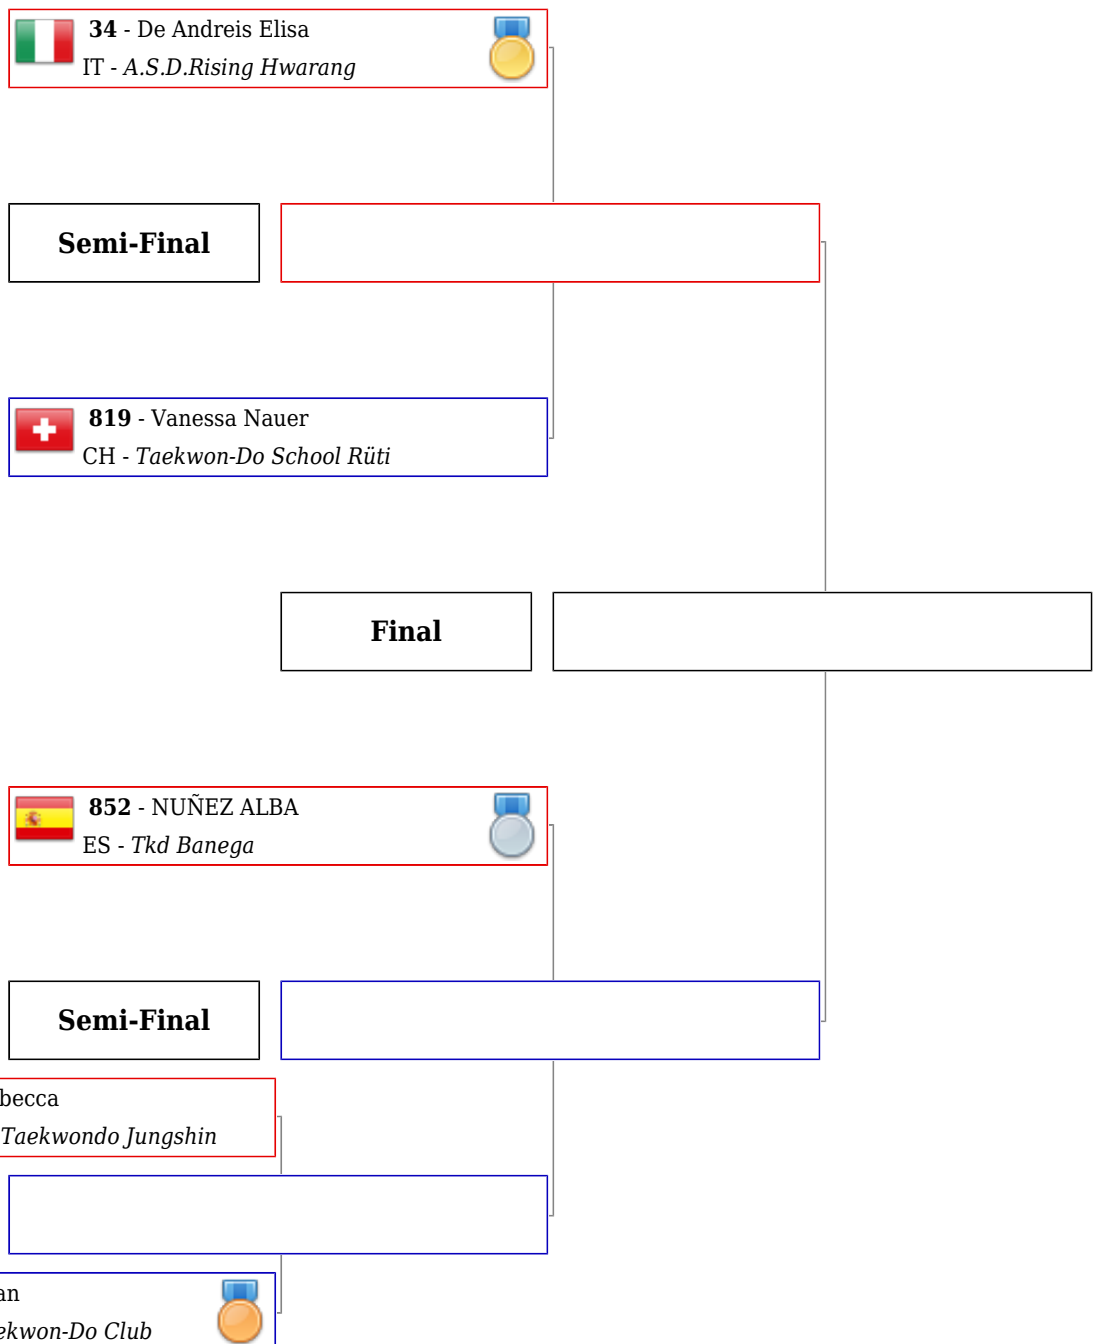 34 - De Andreis Elisa
IT - A.S.D.Rising Hwarang
Semi-Final
819 - Vanessa Nauer
CH - Taekwon-Do School Rüti
Final
852 - NUÑEZ ALBA
ES - Tkd Banega
Semi-Final
becca
Taekwondo Jungshin
an
ekwon-Do Club